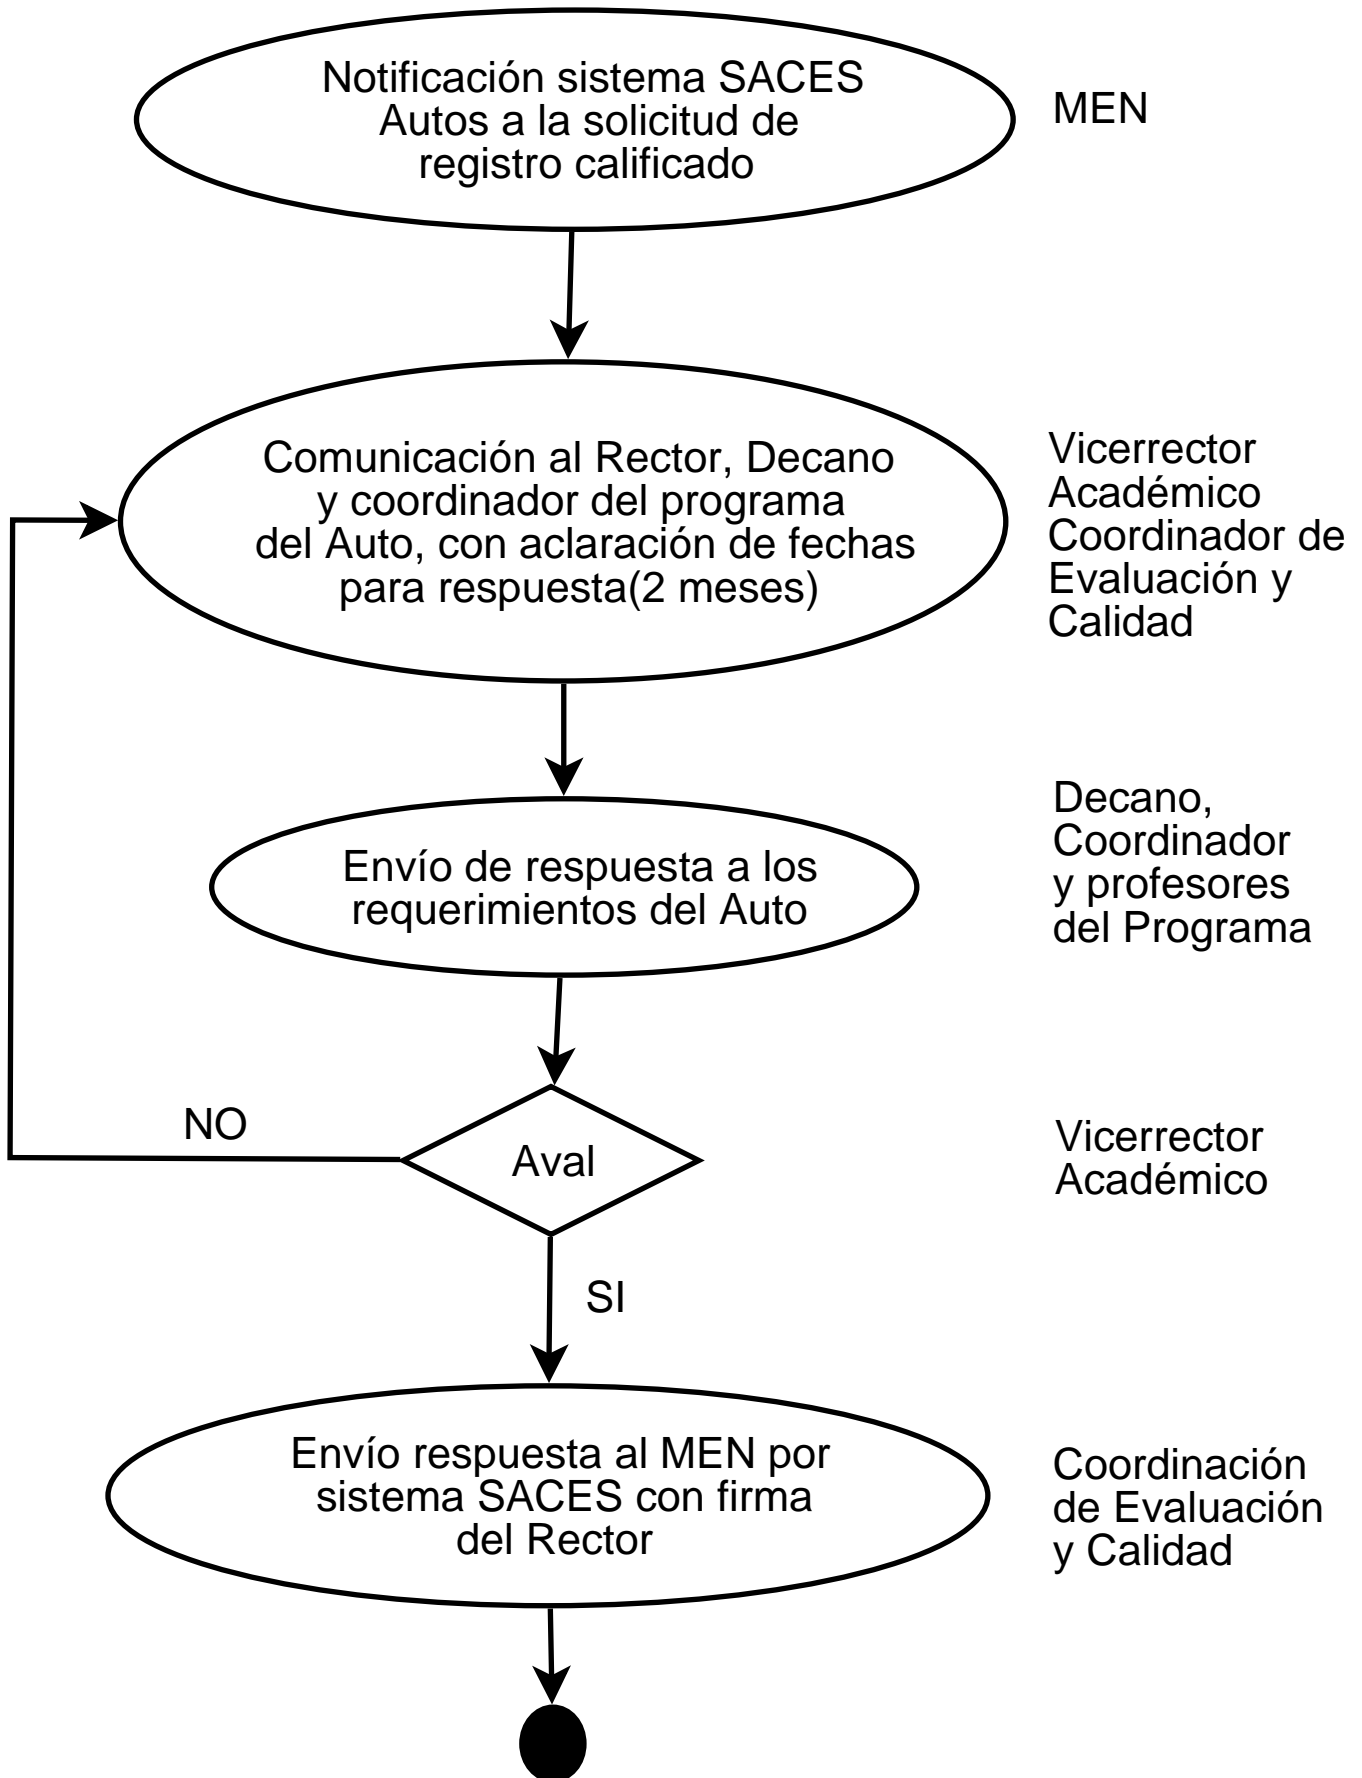 Notificación sistema SACES
Autos a la solicitud de
registro calificado
MEN
Comunicación al Rector, Decano
y coordinador del programa
del Auto, con aclaración de fechas
para respuesta(2 meses)
Vicerrector
Académico
Coordinador de
Evaluación y
Calidad
Envío de respuesta a los
requerimientos del Auto
Decano,
Coordinador
y profesores
del Programa
NO
Aval
Vicerrector
Académico
SI
Envío respuesta al MEN por
sistema SACES con firma
del Rector
Coordinación
de Evaluación
y Calidad